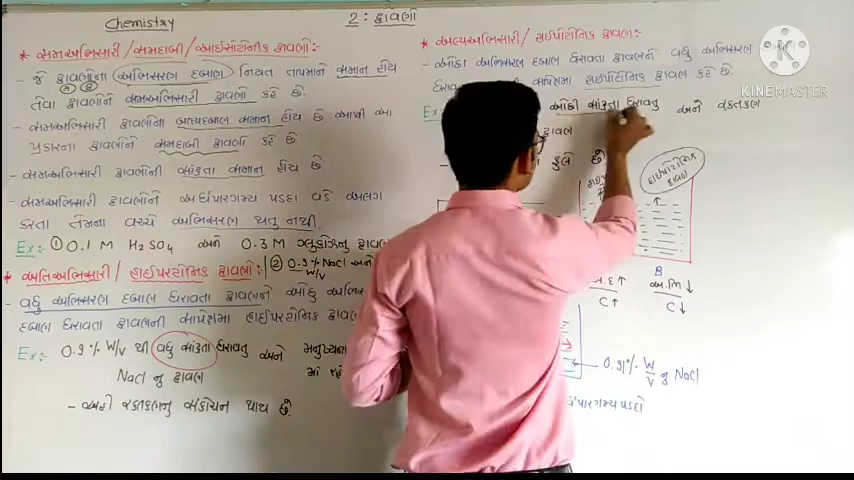 Chemistry
2 : દ્રાવણો
* સમઅભિસારી / સમદાબી / આઈસોટોનીક દ્રાવણો:-
- જે દ્રાવણોના અભિસરણ દબાણ નિયત તાપમાને સમાન હોય
A B
તેવા દ્રાવણોને સમઅભિસારી દ્રાવણો કહે છે.
- સમઅભિસારી દ્રાવણોના બાષ્પદબાણ સમાન હોય છે આથી આ
પ્રકારના દ્રાવણોને સમદાબી દ્રાવણો કહે છે.
- સમઅભિસારી દ્રાવણોની સાંદ્રતા સમાન હોય છે
- સમઅભિસારી દ્રાવણોને અર્ધપારગમ્ય પડદા વડે અલગ
કરતા તેમના વચ્ચે અભિસરણ થતુ નથી
Ex:- ① 0.1 M H₂SO₄ અને 0.3 M ગ્લુકોઝનુ દ્રાવણ
② 0.9% NaCl અને
W/V
* અતિઅભિસારી / હાઈપરટોનિક દ્રાવણો:
- વધુ અભિસરણ દબાણ ધરાવતા દ્રાવણને ઓછુ
દબાણ ધરાવતા દ્રાવણની સાપેક્ષમા હાઈપરટોનિક
Ex:- 0.9% W/V થી વધુ સાંદ્રતા ધરાવતુ અને
NaCl નુ દ્રાવણ
- અહી રક્તકણનુ સંકોચન થાય છે
* અલ્પઅભિસારી / હાઈપોટોનિક દ્રાવણ:-
- ઓછા અભિસરણ દબાણ ધરાવતા દ્રાવણને વધુ અભિસરણ
સાપેક્ષમા હાઈપોટોનિક દ્રાવણ કહે છે.
Ex ઓછી સાંદ્રતા ધરાવતુ અને રક્તકણ
દ્રાવણ
ફુલે છે
હાઈપોટોનિક
દ્રાવણ
B
અ.દ ↑
C ↑
C ↓
0.91% W/V નુ NaCl
KINEMASTER